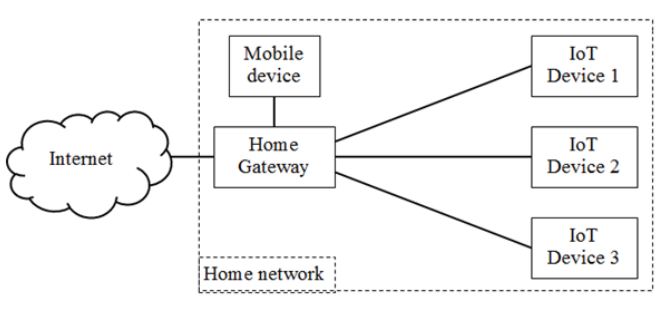 Mobile
device
IoT
Device 1
Internet
Home
Gateway
IoT
Device 2
IoT
Device 3
Home network